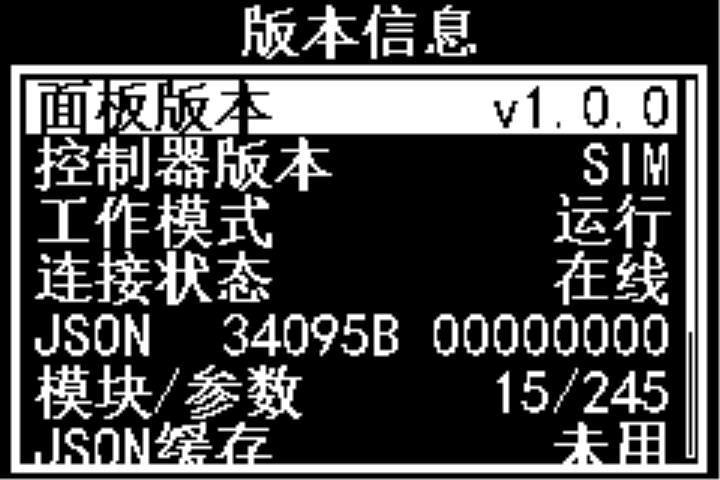 版本信息
面板版本 v1.0.0
控制器版本 SIM
工作模式 运行
连接状态 在线
JSON 34095B 00000000
模块/参数 15/245
JSON缓存 未用